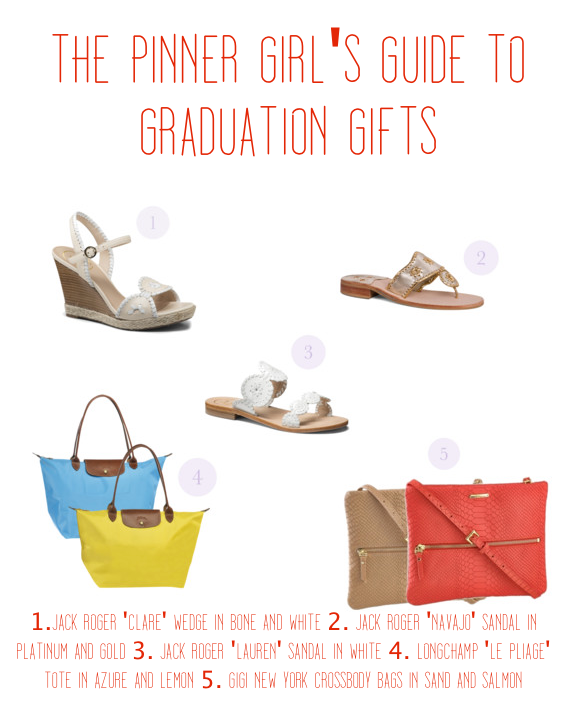 THE PINNER GIRL'S GUIDE TO
GRADUATION GIFTS
1
2
3
4
5
1. JACK ROGER 'CLARE' WEDGE IN BONE AND WHITE 2. JACK ROGER 'NAVAJO' SANDAL IN
PLATINUM AND GOLD 3. JACK ROGER 'LAUREN' SANDAL IN WHITE 4. LONGCHAMP 'LE PLIAGE'
TOTE IN AZURE AND LEMON 5. GIGI NEW YORK CROSSBODY BAGS IN SAND AND SALMON